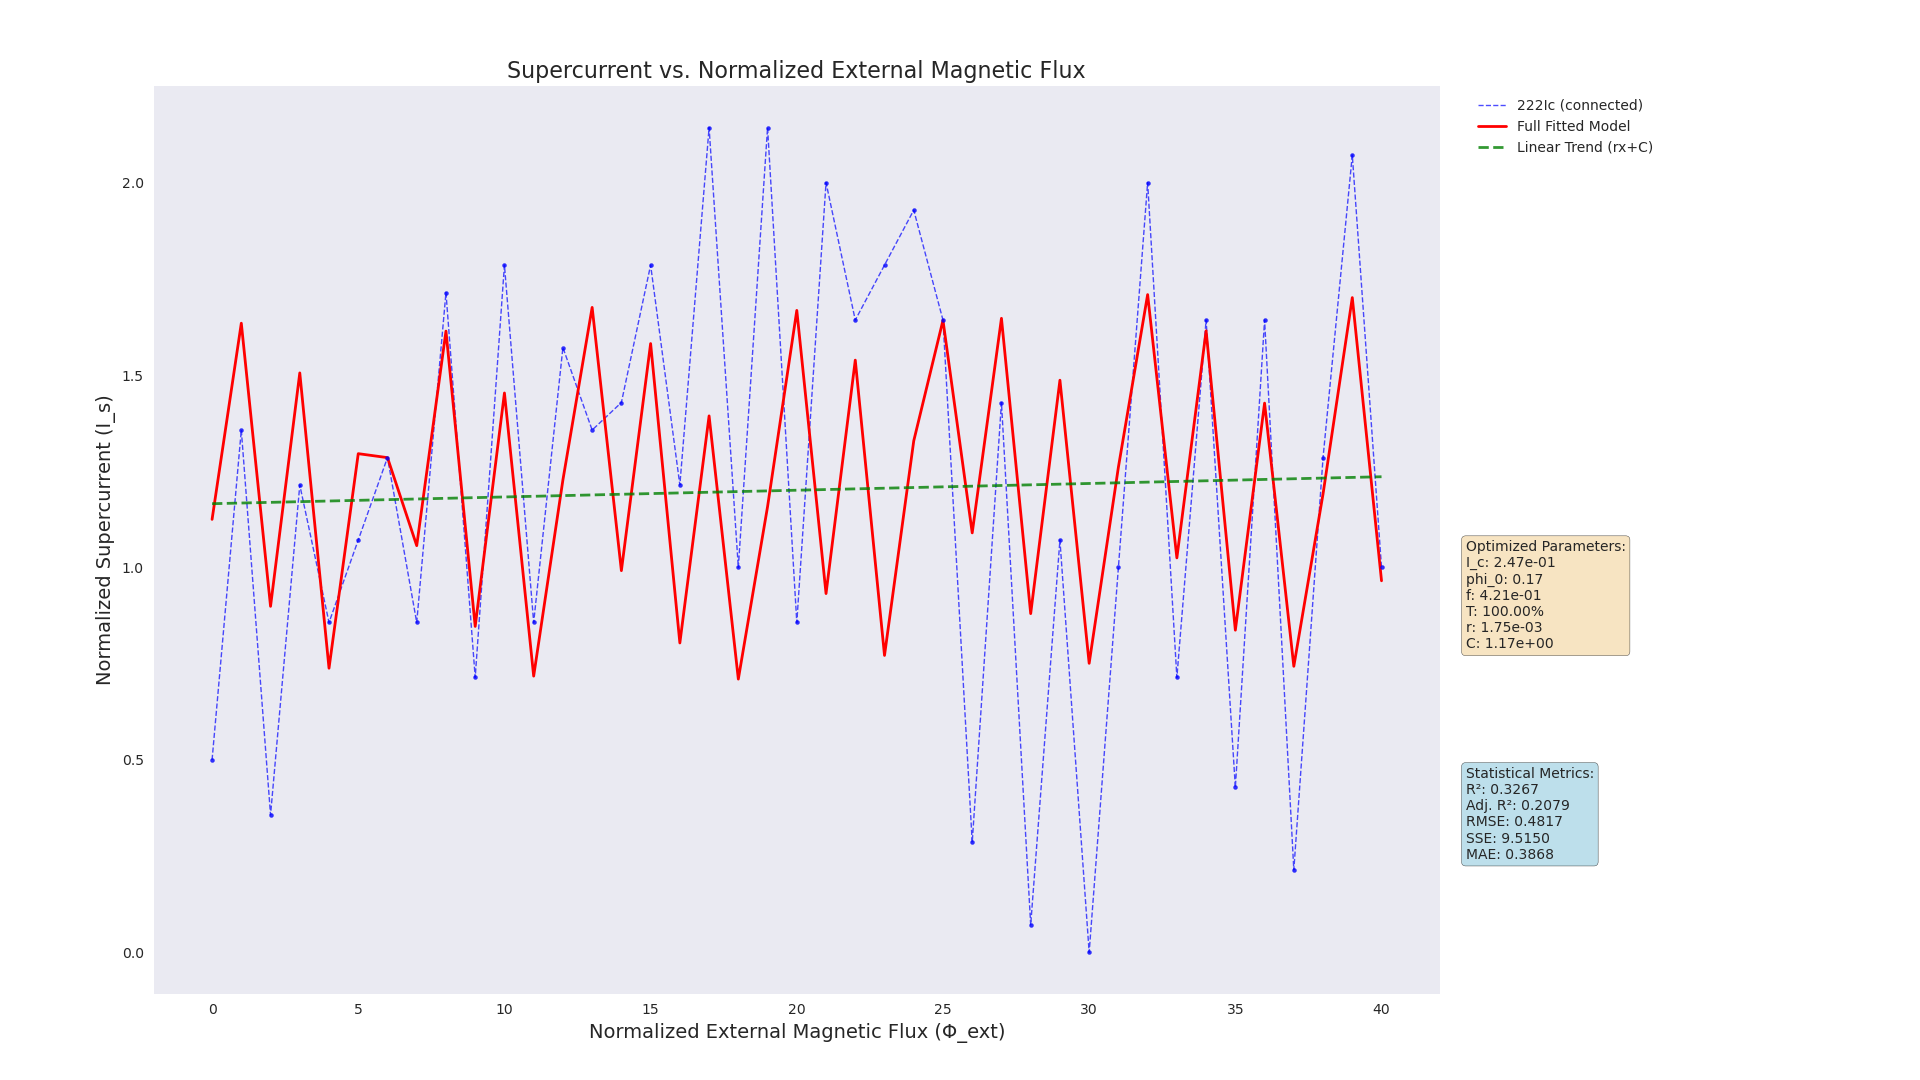 Supercurrent vs. Normalized External Magnetic Flux
222Ic (connected)
Full Fitted Model
Linear Trend (rx+C)
Normalized Supercurrent (I_s)
2.0
1.5
1.0
0.5
0.0
0 5 10 15 20 25 30 35 40
Normalized External Magnetic Flux (Φ_ext)
Optimized Parameters:
I_c: 2.47e-01
phi_0: 0.17
f: 4.21e-01
T: 100.00%
r: 1.75e-03
C: 1.17e+00
Statistical Metrics:
R²: 0.3267
Adj. R²: 0.2079
RMSE: 0.4817
SSE: 9.5150
MAE: 0.3868